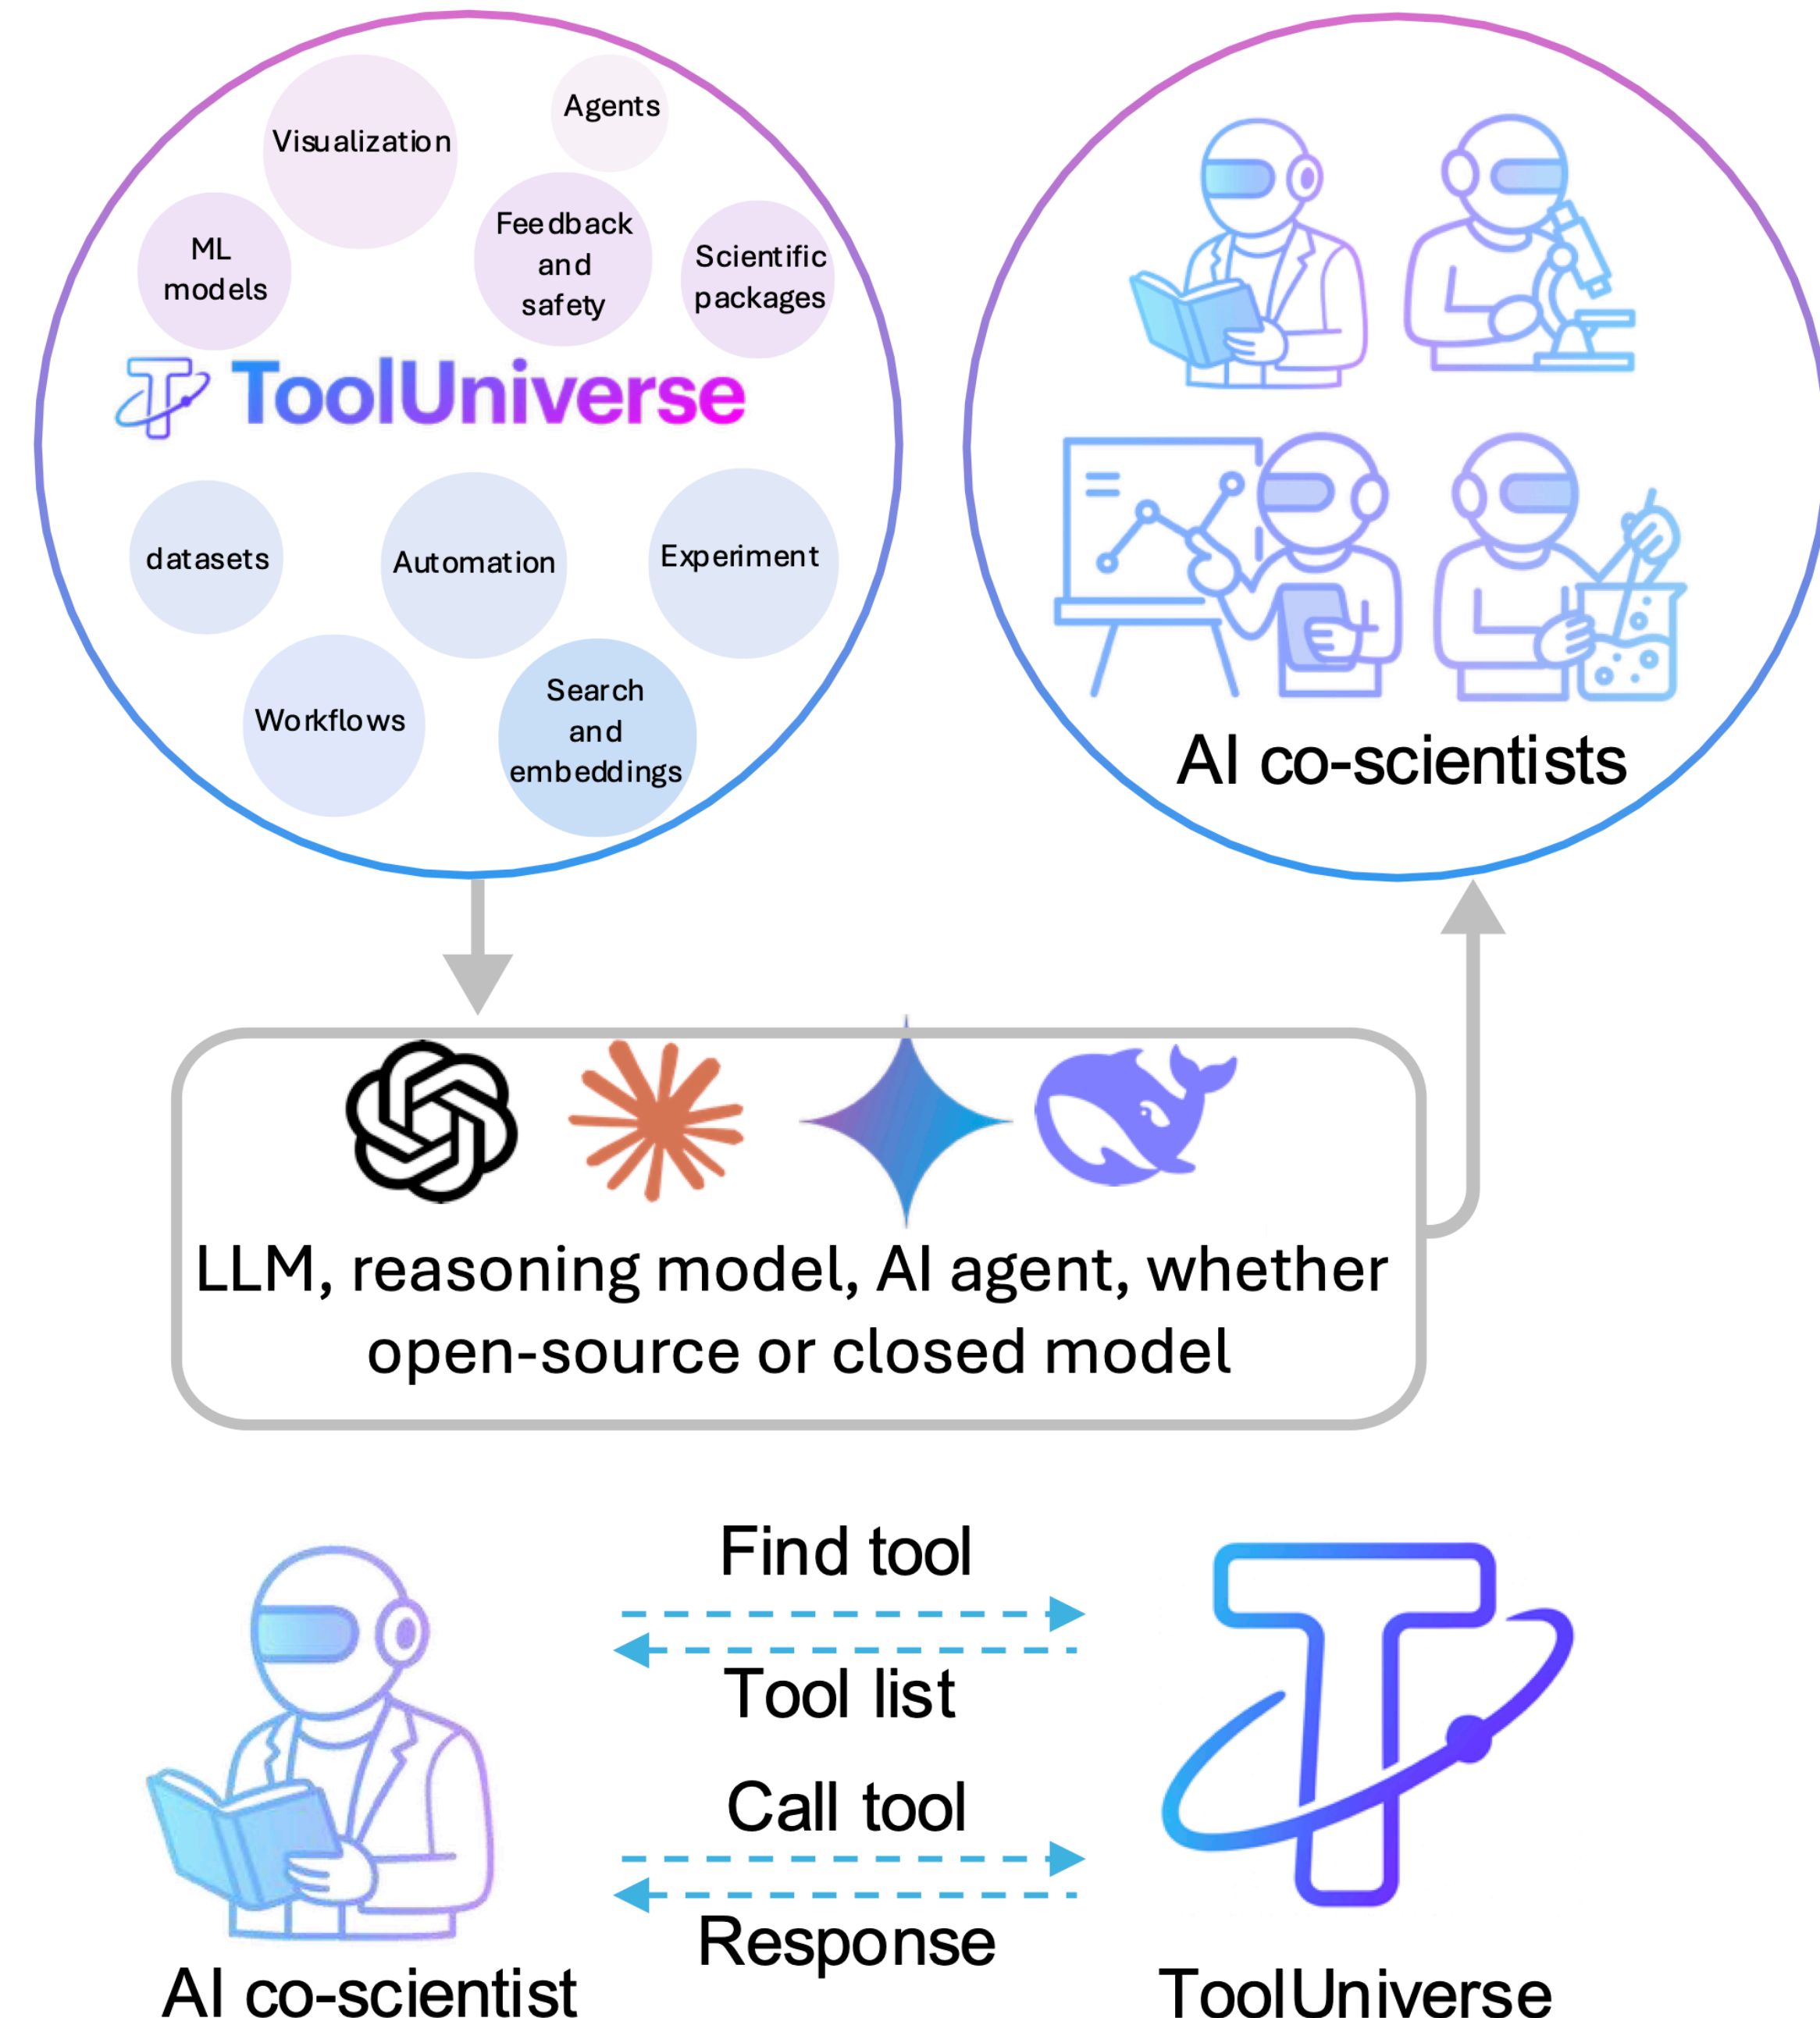 Visualization
Agents
ML
models
Feedback
and
safety
Scientific
packages
ToolUniverse
datasets
Automation
Experiment
Workflows
Search
and
embeddings
AI co-scientists
LLM, reasoning model, AI agent, whether
open-source or closed model
Find tool
Tool list
Call tool
Response
AI co-scientist
ToolUniverse